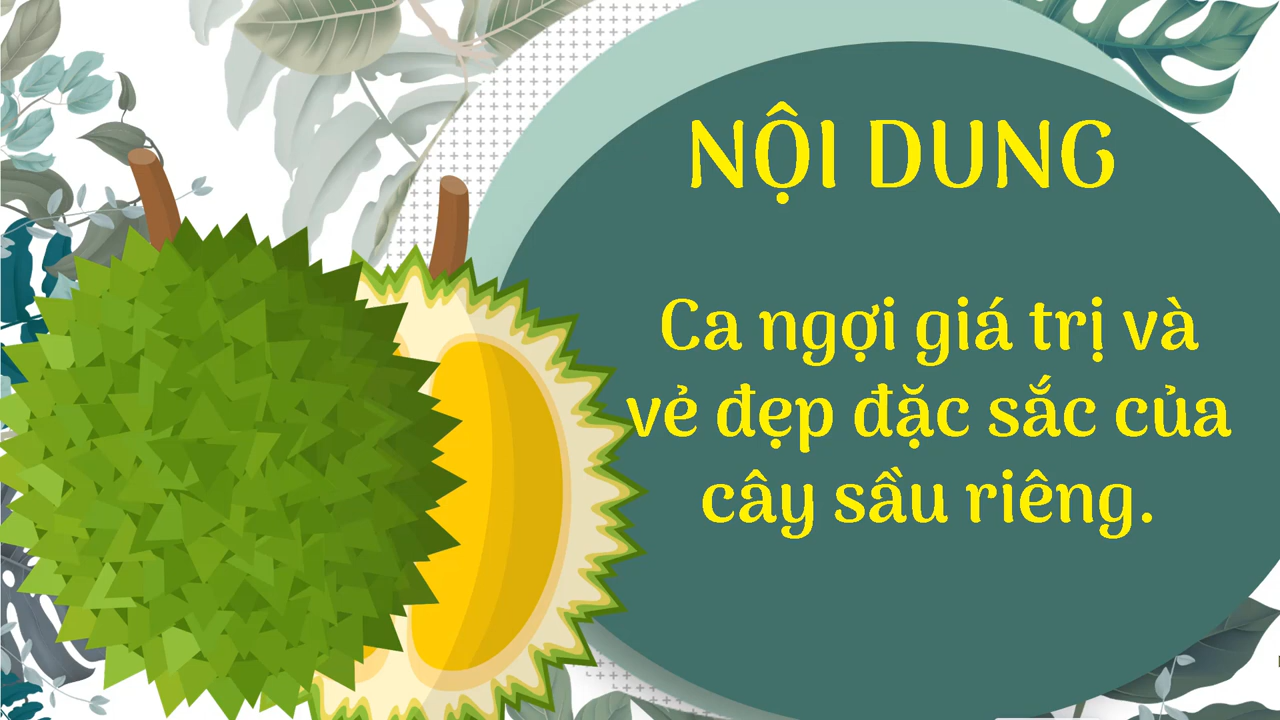 NỘI DUNG
Ca ngợi giá trị và
vẻ đẹp đặc sắc của
cây sầu riêng.